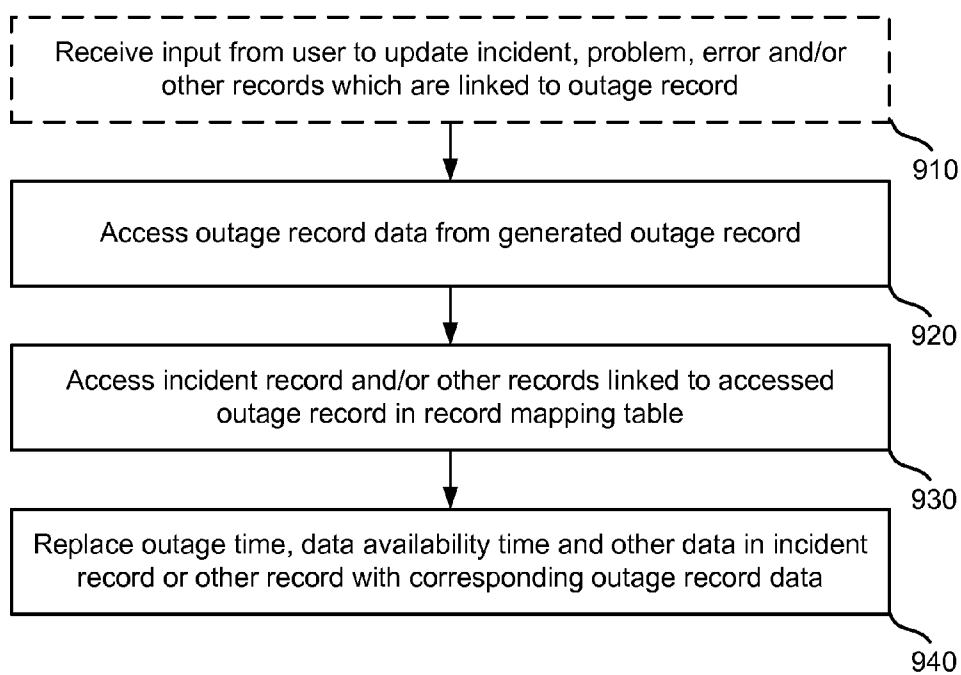 Receive input from user to update incident, problem, error and/or
other records which are linked to outage record
910
Access outage record data from generated outage record
920
Access incident record and/or other records linked to accessed
outage record in record mapping table
930
Replace outage time, data availability time and other data in incident
record or other record with corresponding outage record data
940